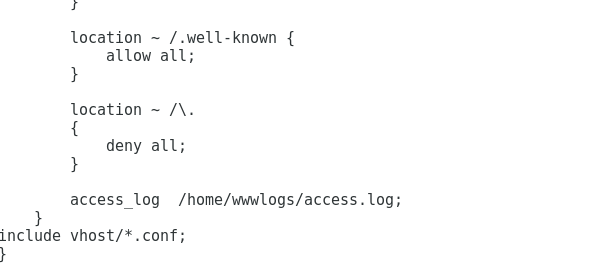 }
location ~ /.well-known {
allow all;
}
location ~ /\.
{
deny all;
}
access_log  /home/wwwlogs/access.log;
}
include vhost/*.conf;
}